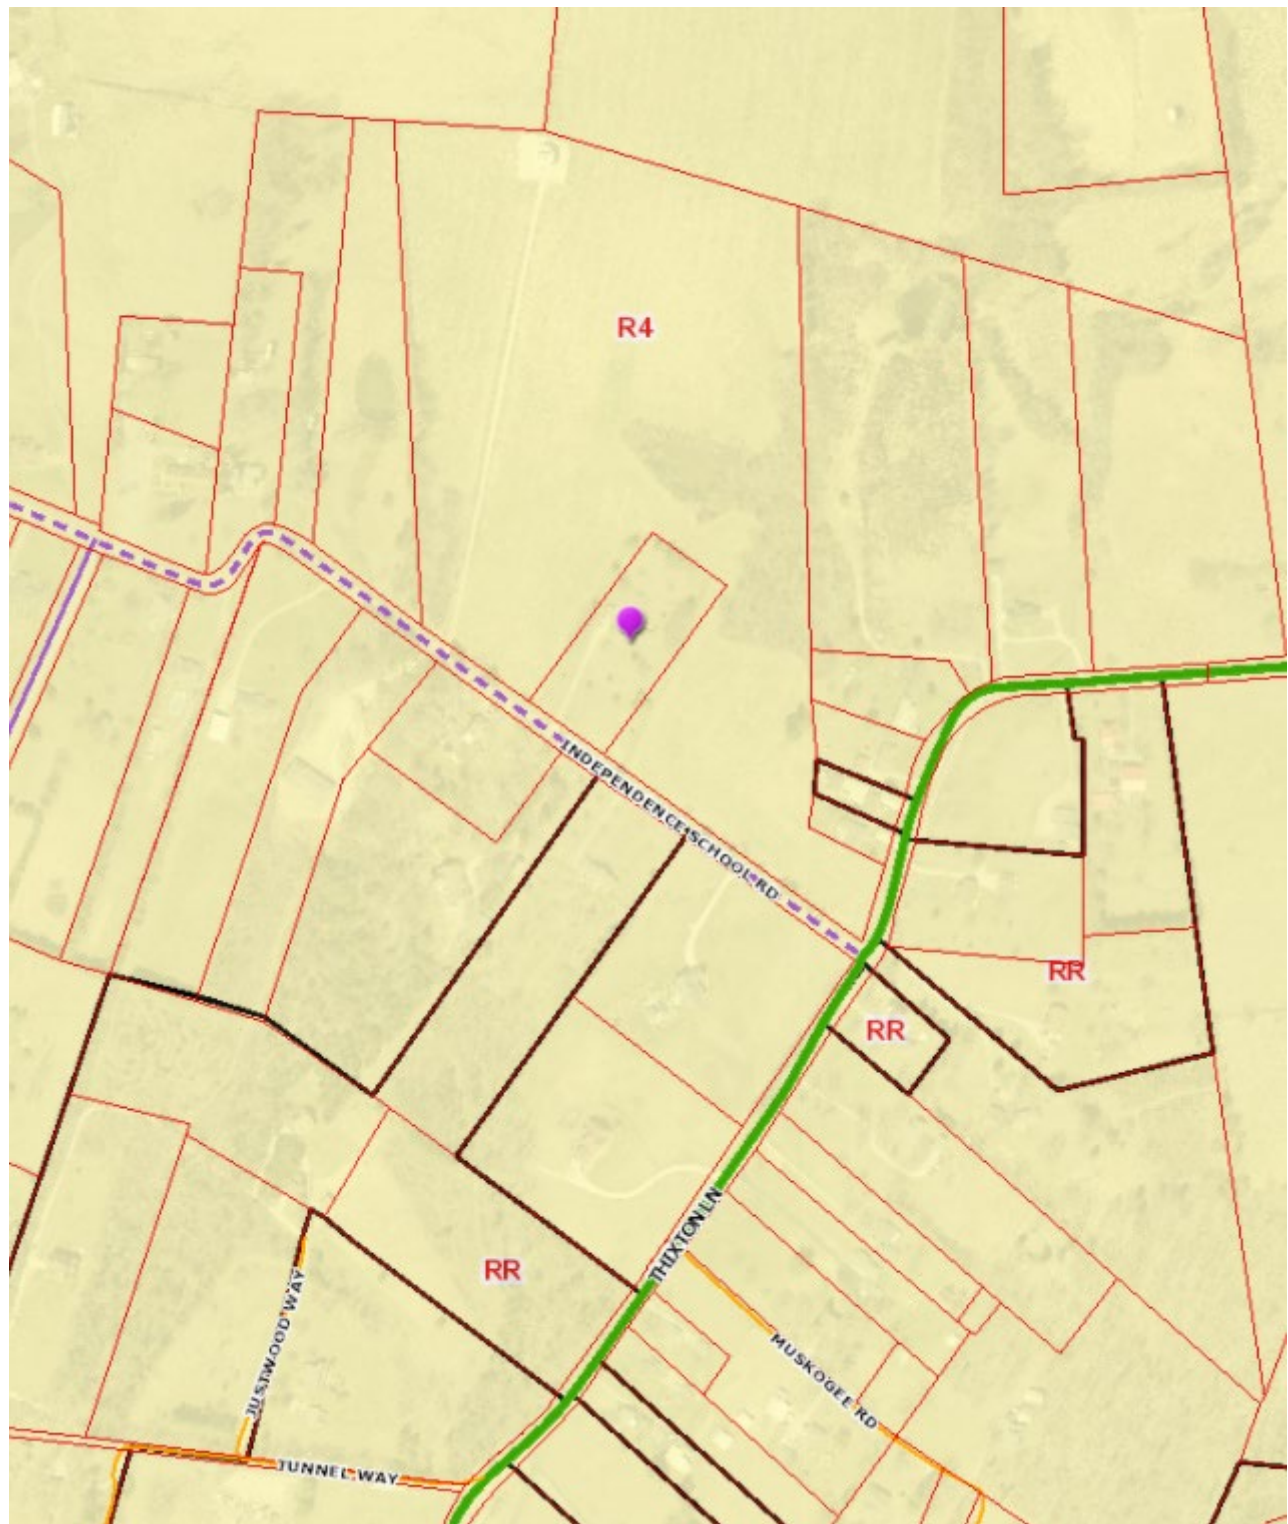 R4
INDEPENDENCE SCHOOL RD
RR
RR
THIXTON LN
RR
JUSTWOOD WAY
MUSKOGEE RD
TUNNEL WAY